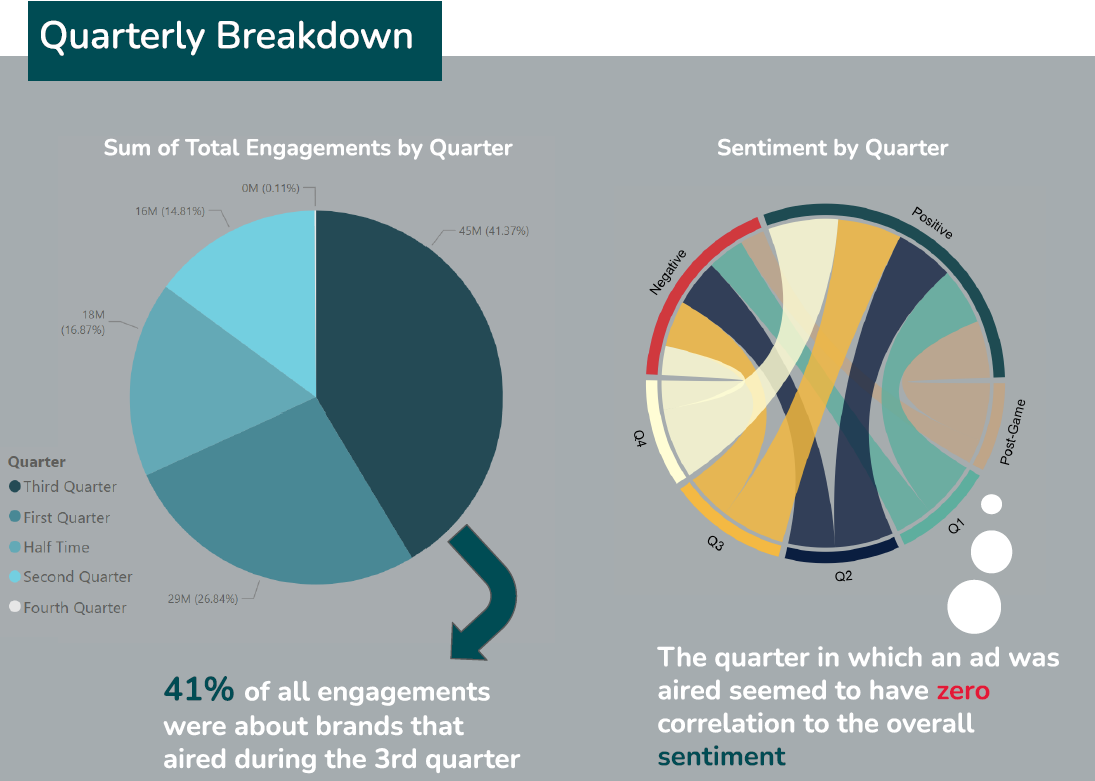 Quarterly Breakdown
Sum of Total Engagements by Quarter
0M (0.11%)
16M (14.81%)
45M (41.37%)
18M
(16.87%)
29M (26.84%)
Quarter
Third Quarter
First Quarter
Half Time
Second Quarter
Fourth Quarter
41% of all engagements
were about brands that
aired during the 3rd quarter
Sentiment by Quarter
Positive
Negative
Post-Game
Q4
Q3
Q2
Q1
The quarter in which an ad was
aired seemed to have zero
correlation to the overall
sentiment